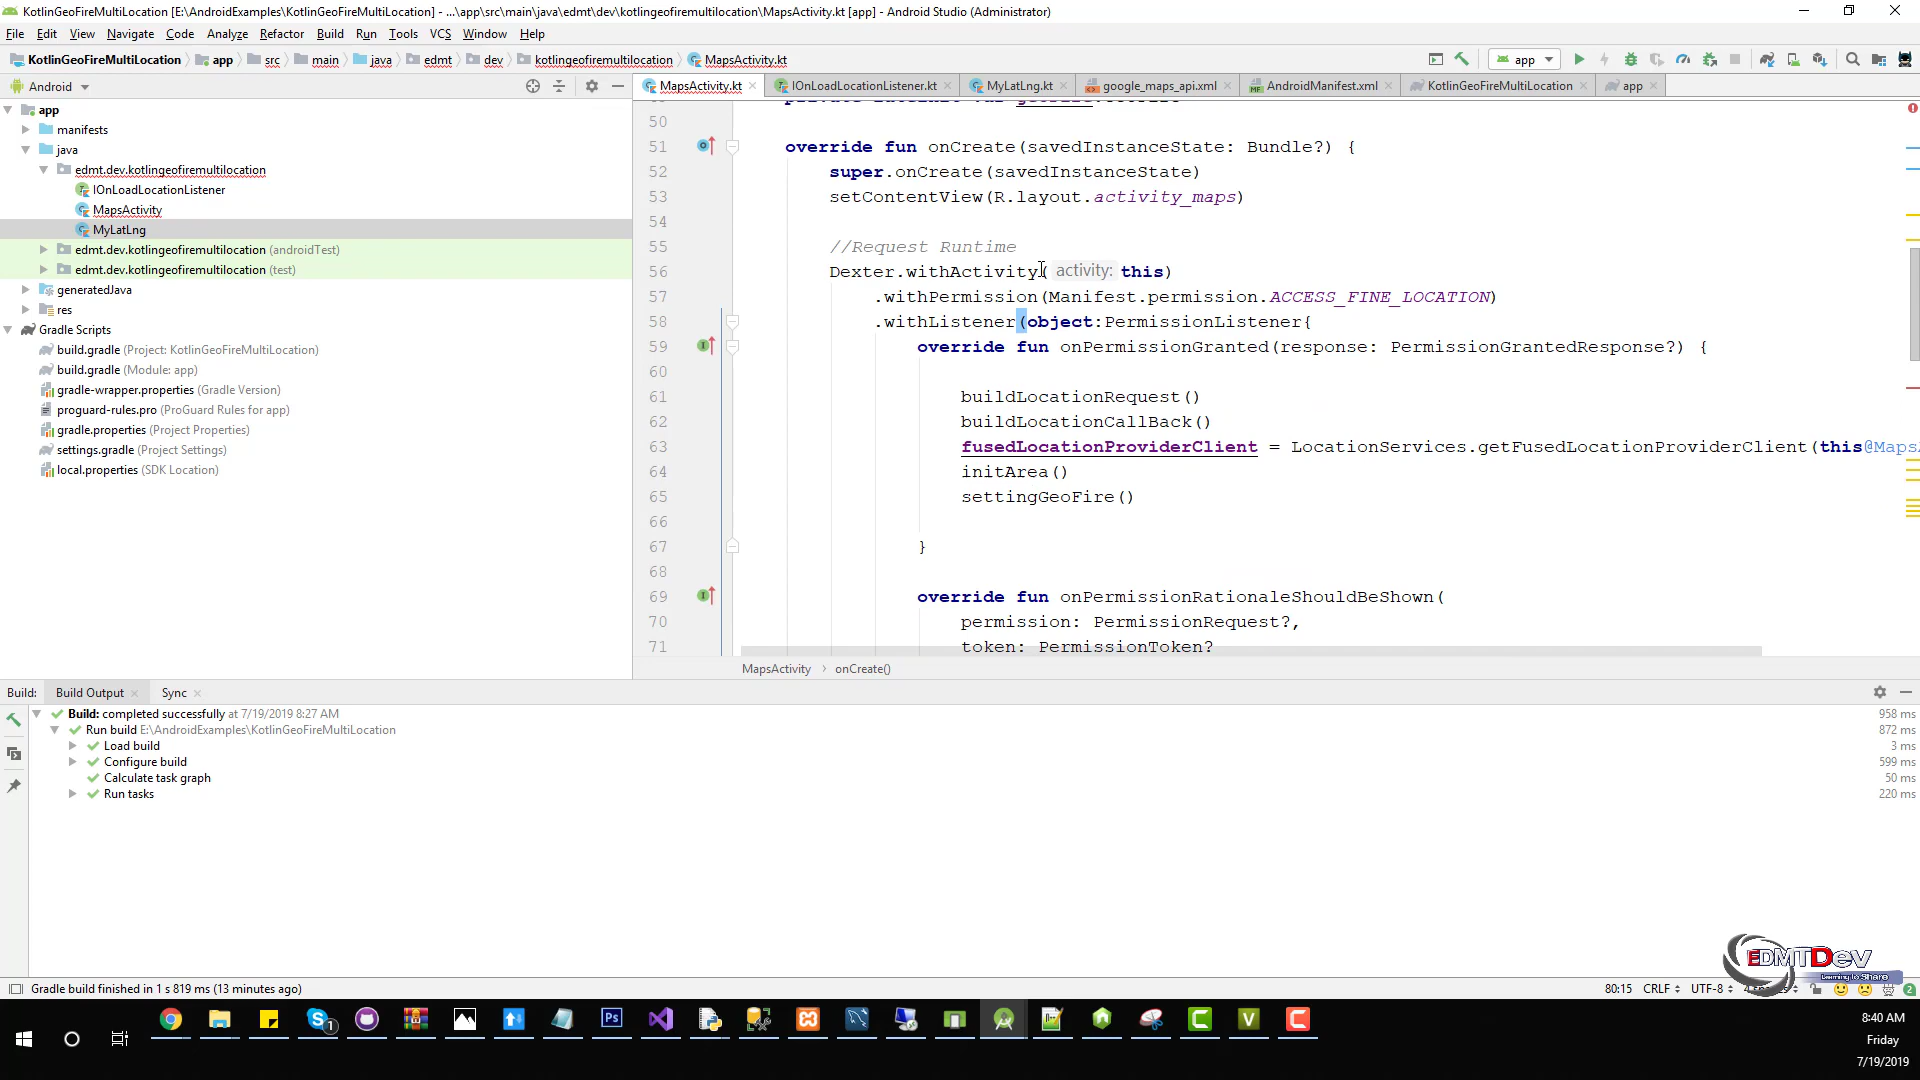 KotlinGeoFireMultiLocation [E:\AndroidExamples\KotlinGeoFireMultiLocation] - ...\app\src\main\java\edmt\dev\kotlingeofiremultilocation\MapsActivity.kt [app] - Android Studio (Administrator)
File Edit View Navigate Code Analyze Refactor Build Run Tools VCS Window Help
KotlinGeoFireMultiLocation app src main java edmt dev kotlingeofiremultilocation MapsActivity.kt app
Android MapsActivity.kt IOnLoadLocationListener.kt MyLatLng.kt google_maps_api.xml AndroidManifest.xml KotlinGeoFireMultiLocation app
app
manifests
java
edmt.dev.kotlingeofiremultilocation
IOnLoadLocationListener
MapsActivity
MyLatLng
edmt.dev.kotlingeofiremultilocation (androidTest)
edmt.dev.kotlingeofiremultilocation (test)
generatedJava
res
Gradle Scripts
build.gradle (Project: KotlinGeoFireMultiLocation)
build.gradle (Module: app)
gradle-wrapper.properties (Gradle Version)
proguard-rules.pro (ProGuard Rules for app)
gradle.properties (Project Properties)
settings.gradle (Project Settings)
local.properties (SDK Location)
50
51 override fun onCreate(savedInstanceState: Bundle?) {
52 super.onCreate(savedInstanceState)
53 setContentView(R.layout.activity_maps)
54
55 //Request Runtime
56 Dexter.withActivity( activity: this)
57 .withPermission(Manifest.permission.ACCESS_FINE_LOCATION)
58 .withListener(object:PermissionListener{
59 override fun onPermissionGranted(response: PermissionGrantedResponse?) {
60
61 buildLocationRequest()
62 buildLocationCallBack()
63 fusedLocationProviderClient = LocationServices.getFusedLocationProviderClient(this@Maps
64 initArea()
65 settingGeoFire()
66
67 }
68
69 override fun onPermissionRationaleShouldBeShown(
70 permission: PermissionRequest?,
71 token: PermissionToken?
MapsActivity onCreate()
Build: Build Output Sync
Build: completed successfully at 7/19/2019 8:27 AM 958 ms
Run build E:\AndroidExamples\KotlinGeoFireMultiLocation 872 ms
Load build 3 ms
Configure build 599 ms
Calculate task graph 50 ms
Run tasks 220 ms
EDMTDev
Learning to Share
Gradle build finished in 1 s 819 ms (13 minutes ago) 80:15 CRLF UTF-8
8:40 AM
Friday
7/19/2019